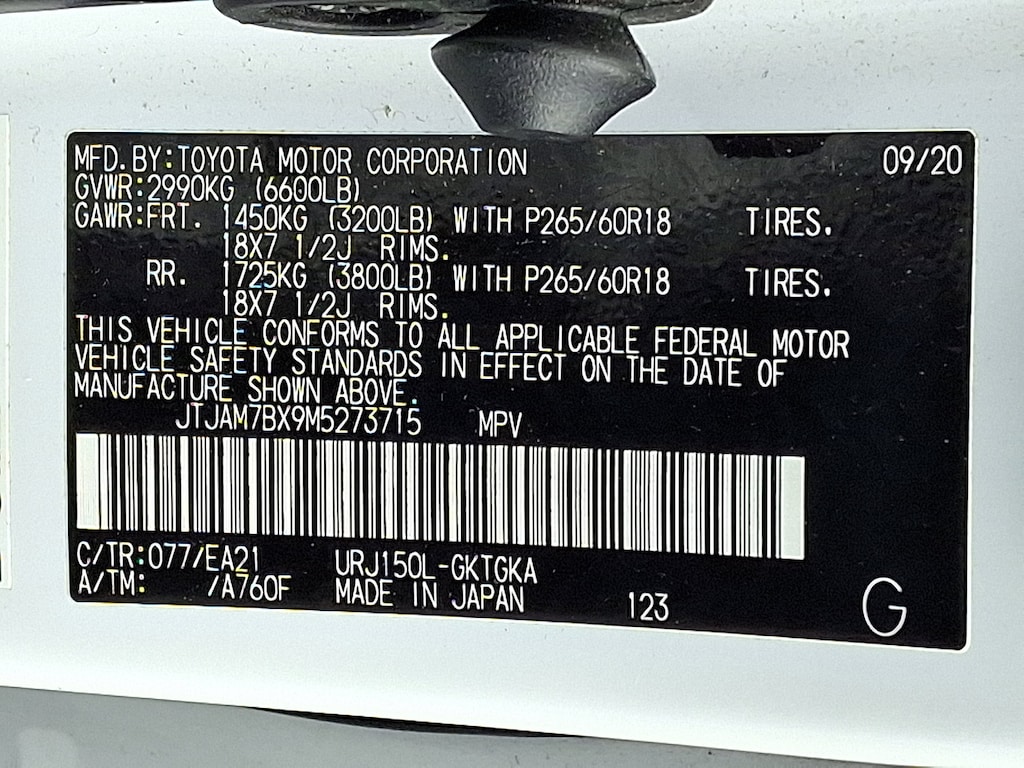 MFD.BY:TOYOTA MOTOR CORPORATION 09/20
GVWR:2990KG (6600LB)
GAWR:FRT. 1450KG (3200LB) WITH P265/60R18 TIRES.
18X7 1/2J RIMS.
RR. 1725KG (3800LB) WITH P265/60R18 TIRES.
18X7 1/2J RIMS.
THIS VEHICLE CONFORMS TO ALL APPLICABLE FEDERAL MOTOR
VEHICLE SAFETY STANDARDS IN EFFECT ON THE DATE OF
MANUFACTURE SHOWN ABOVE.
JTJAM7BX9M5273715 MPV
C/TR:077/EA21 URJ150L-GKTGKA
A/TM: /A760F MADE IN JAPAN 123 G